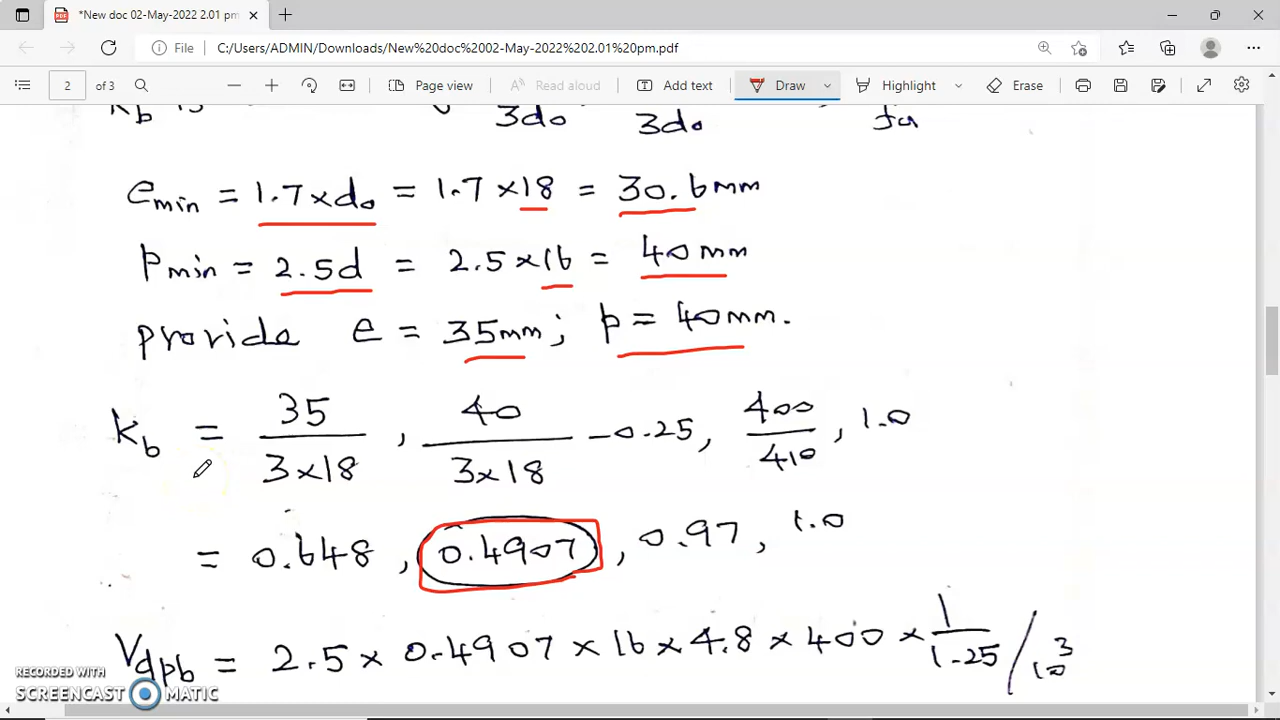 *New doc 02-May-2022 2.01 pm
File C:/Users/ADMIN/Downloads/New%20doc%2002-May-2022%202.01%20pm.pdf
2 of 3 Page view Read aloud Add text Draw Highlight Erase
kb is 3do 3do fu
emin = 1.7×do = 1.7×18 = 30.6mm
Pmin = 2.5d = 2.5×16 = 40mm
provide e = 35mm; p = 40mm.
kb = 35/3×18, 40/3×18 -0.25, 400/410, 1.0
= 0.648, 0.4907, 0.97, 1.0
Vdpb = 2.5× 0.4907 × 16 × 4.8 × 400 × 1/1.25 / 10³
RECORDED WITH
SCREENCAST MATIC